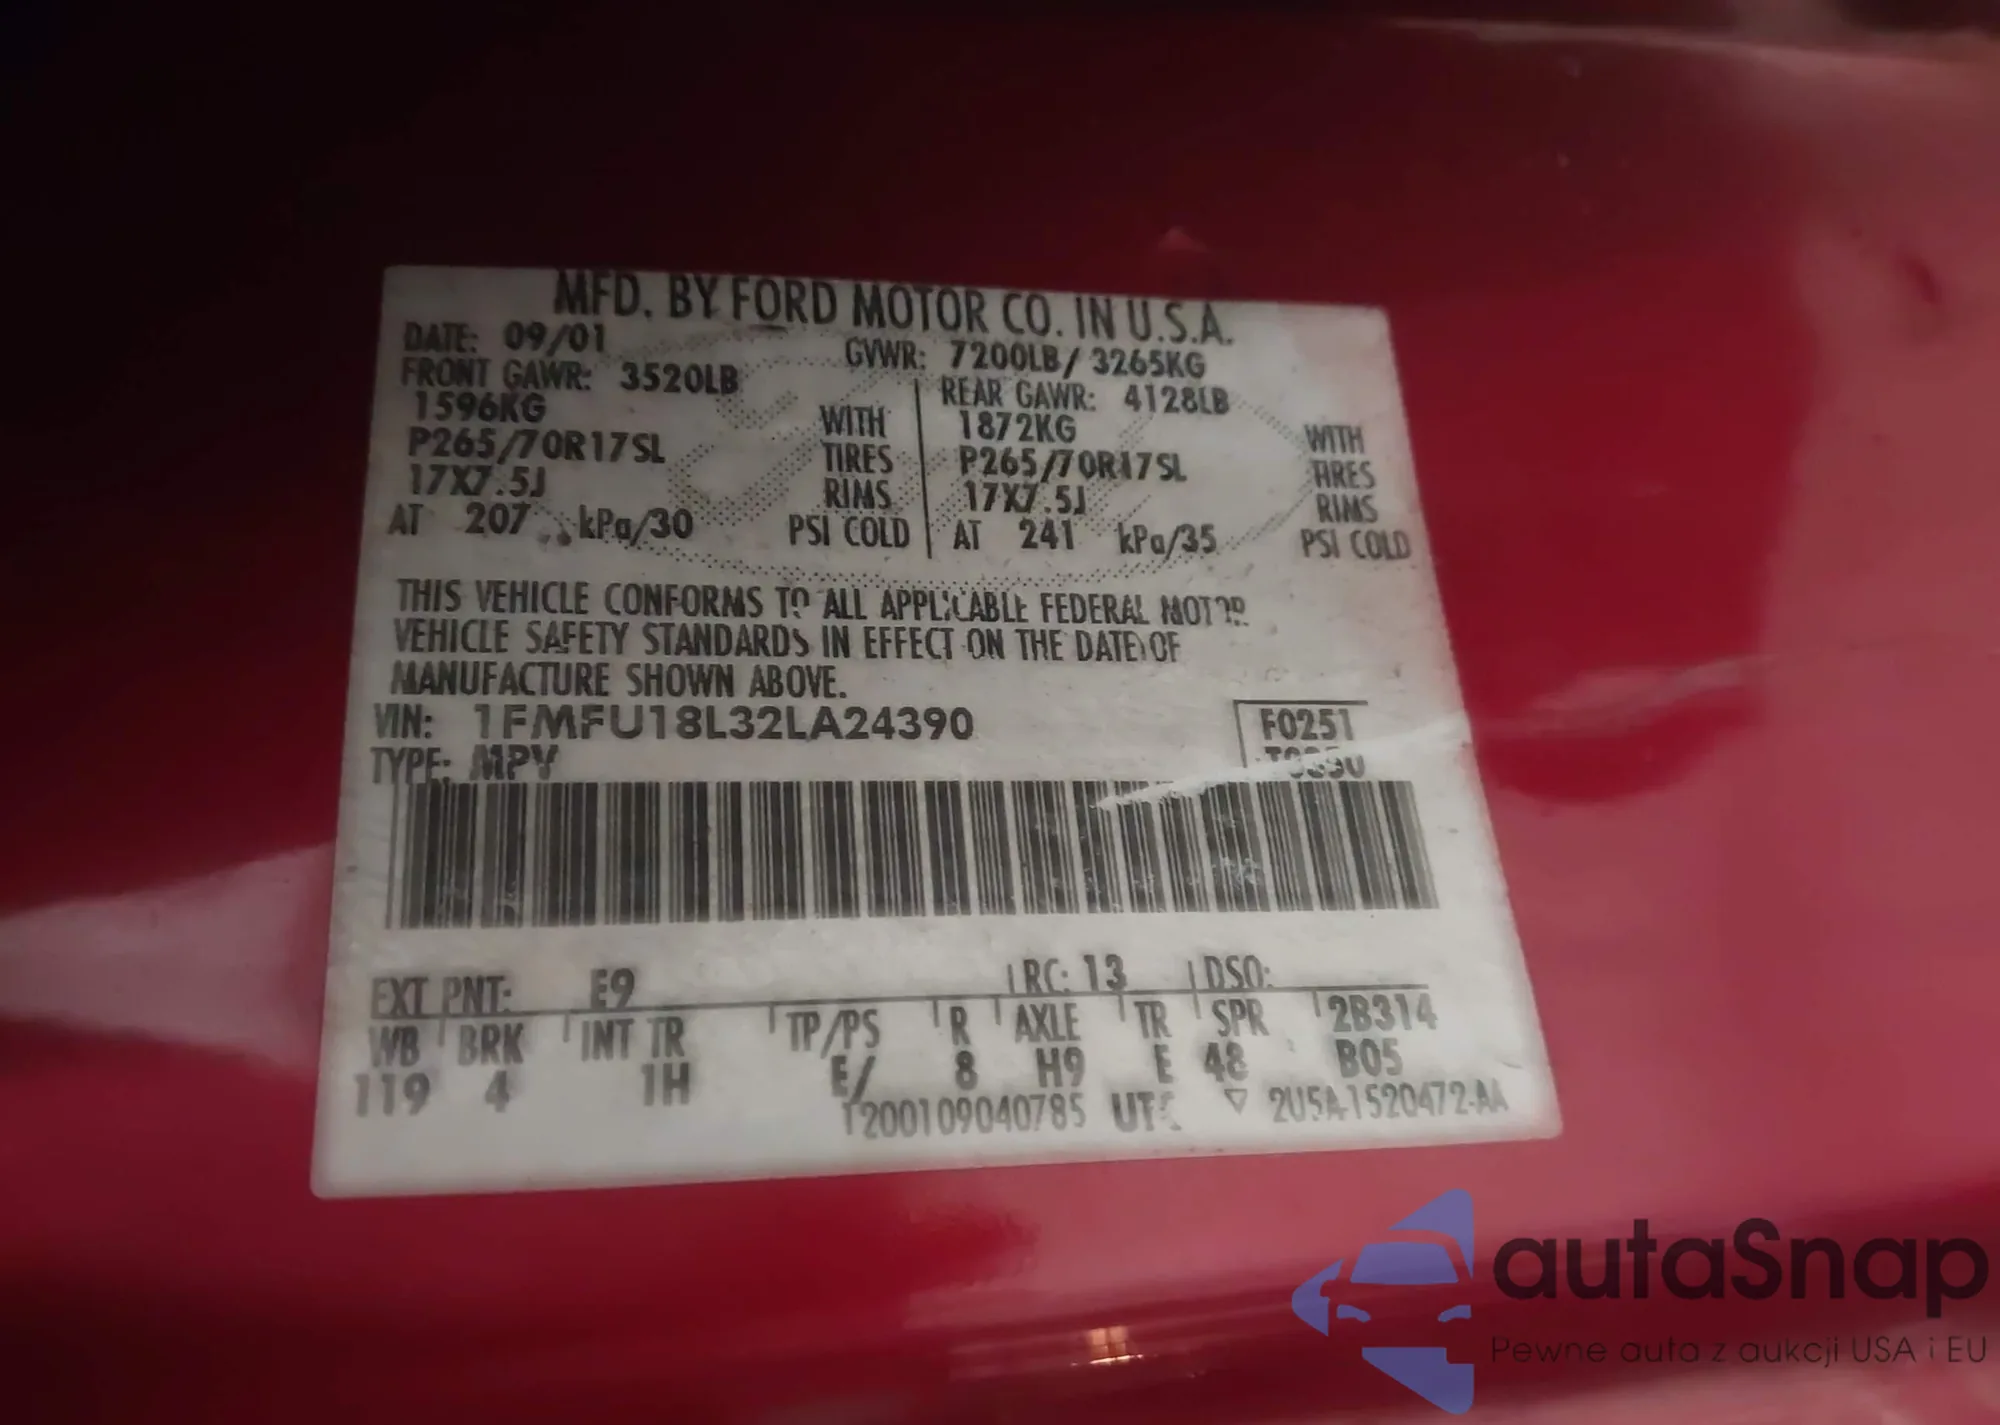 MFD. BY FORD MOTOR CO. IN U.S.A.
DATE: 09/01 GVWR: 7200LB/ 3265KG
FRONT GAWR: 3520LB REAR GAWR: 4128LB
1596KG WITH 1872KG WITH
P265/70R17SL TIRES P265/70R17SL TIRES
17X7.5J RIMS 17X7.5J RIMS
AT 207 kPa/30 PSI COLD AT 241 kPa/35 PSI COLD
THIS VEHICLE CONFORMS TO ALL APPLICABLE FEDERAL MOTOR
VEHICLE SAFETY STANDARDS IN EFFECT ON THE DATE OF
MANUFACTURE SHOWN ABOVE.
VIN: 1FMFU18L32LA24390 F0251
TYPE: MPV
EXT PNT: E9 RC: 13 DSO:
WB BRK INT TR TP/PS R AXLE TR SPR 2B314
119 4 1H E/ 8 H9 E 48 B05
T200109040785 ▽ 2U5A-1520472-AA
autaSnap
Pewne auta z aukcji USA i EU